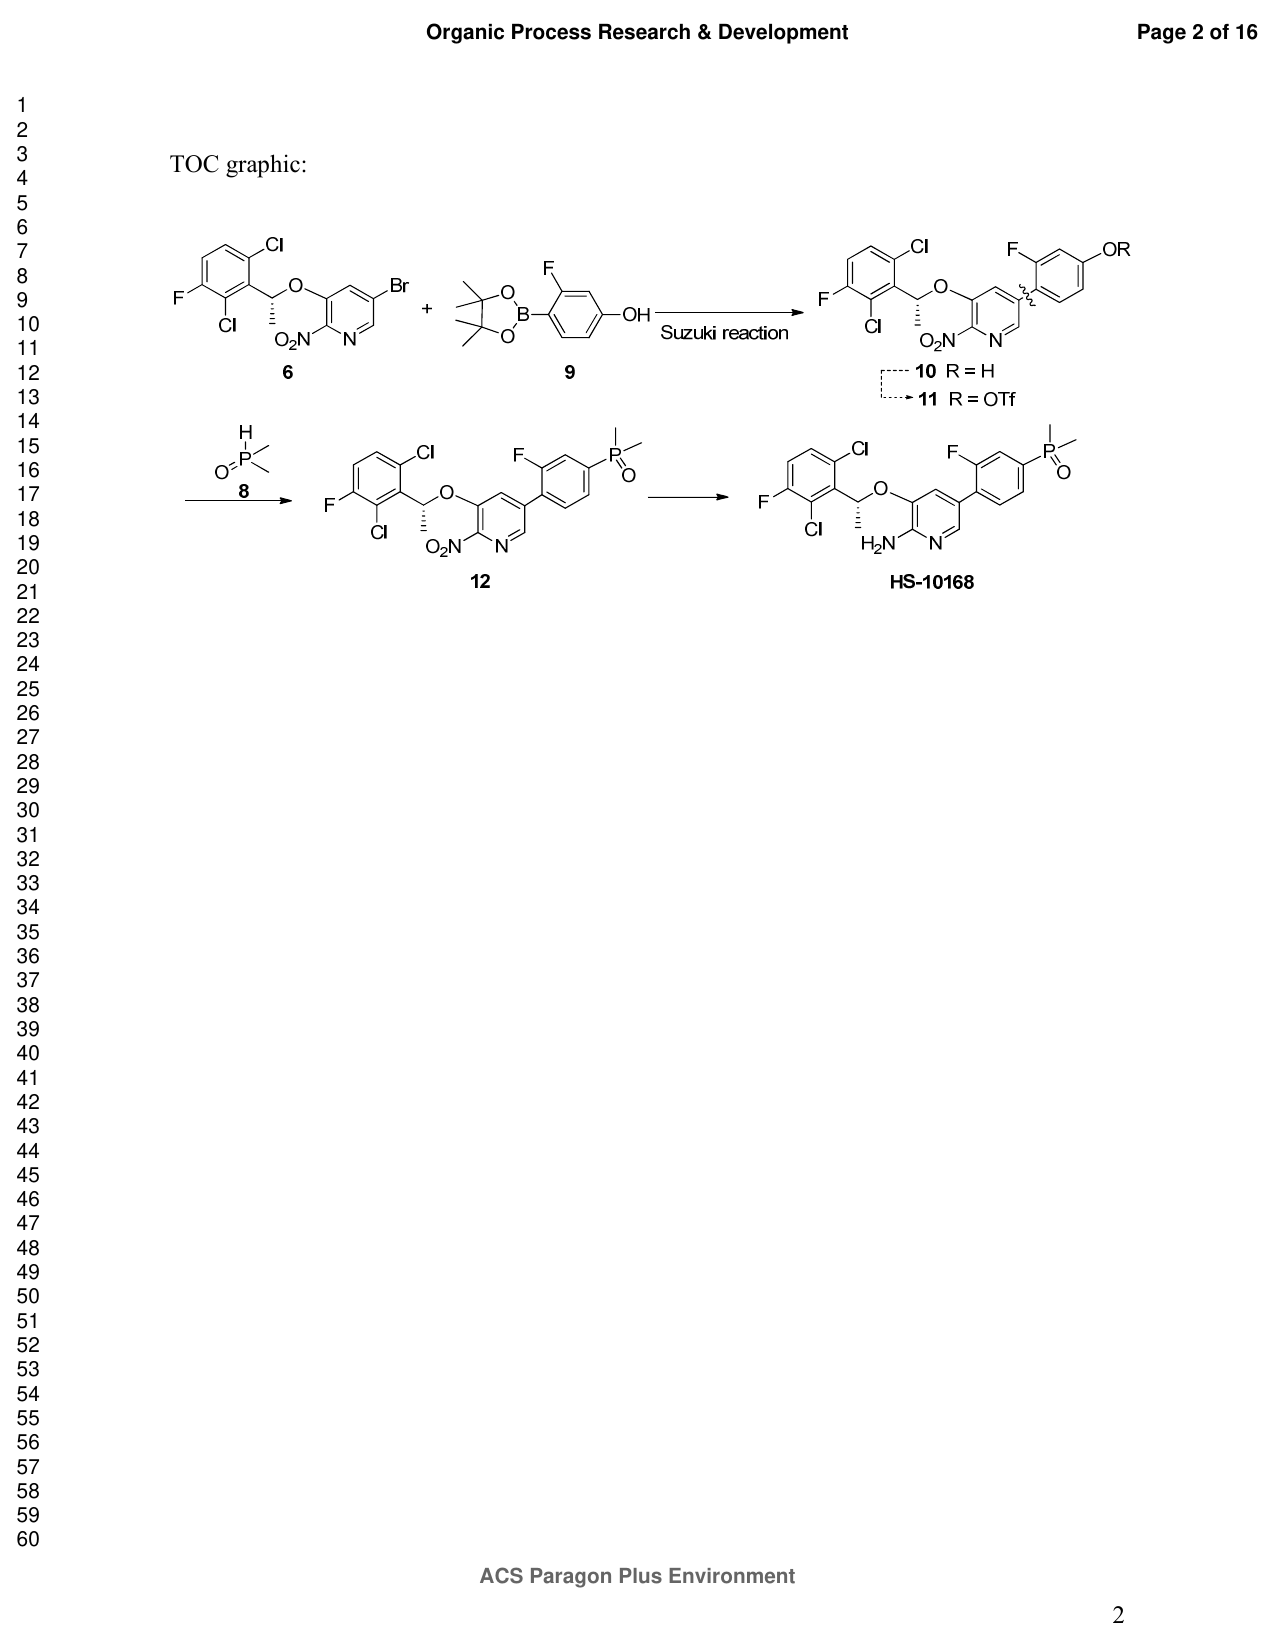 Organic Process Research & Development Page 2 of 16
1
2
3
4
5
6
7
8
9
10
11
12
13
14
15
16
17
18
19
20
21
22
23
24
25
26
27
28
29
30
31
32
33
34
35
36
37
38
39
40
41
42
43
44
45
46
47
48
49
50
51
52
53
54
55
56
57
58
59
60
TOC graphic:
Cl
F
Cl
O
Br
O2N
N
6
+
F
O
B
O
OH
9
Suzuki reaction
Cl
F
Cl
O
F
OR
O2N
N
10 R = H
11 R = OTf
H
P
O
8
Cl
F
Cl
O
F
P
O
O2N
N
12
Cl
F
Cl
O
F
P
O
H2N
N
HS-10168
ACS Paragon Plus Environment
2